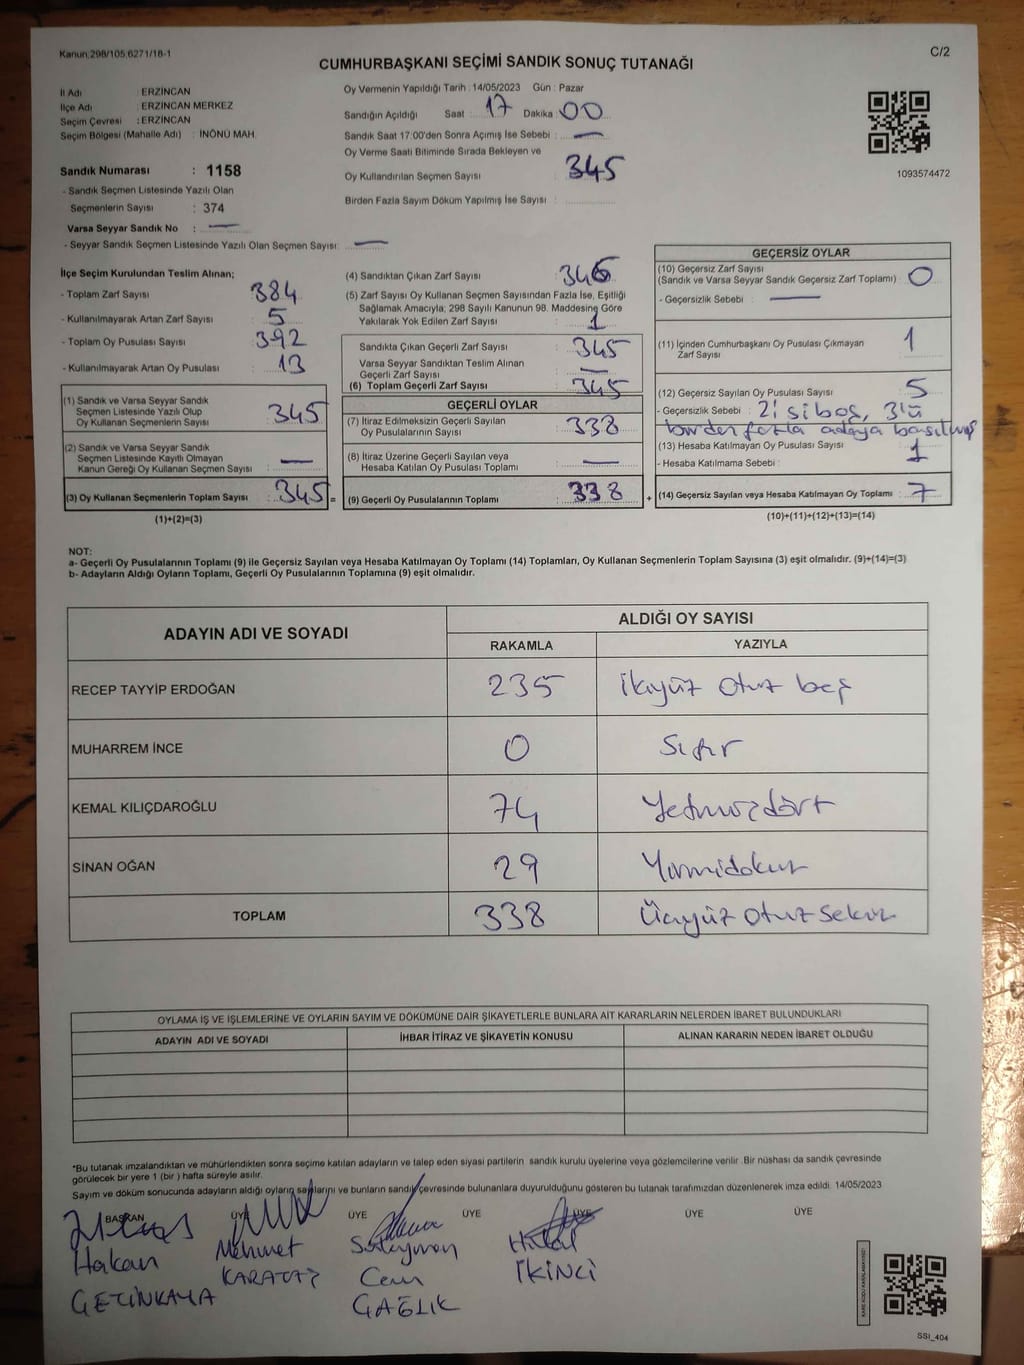 Kanun:298/105,6271/18-1
C/2
CUMHURBAŞKANI SEÇİMİ SANDIK SONUÇ TUTANAĞI
İl Adı : ERZİNCAN
İlçe Adı : ERZİNCAN MERKEZ
Seçim Çevresi : ERZİNCAN
Seçim Bölgesi (Mahalle Adı) : İNÖNÜ MAH.
Sandık Numarası : 1158
- Sandık Seçmen Listesinde Yazılı Olan
Seçmenlerin Sayısı : 374
Varsa Seyyar Sandık No : —
- Seyyar Sandık Seçmen Listesinde Yazılı Olan Seçmen Sayısı : —
Oy Vermenin Yapıldığı Tarih : 14/05/2023 Gün : Pazar
Sandığın Açıldığı Saat : 17 Dakika : 00
Sandık Saat 17:00'den Sonra Açımış İse Sebebi : —
Oy Verme Saati Bitiminde Sırada Bekleyen ve
Oy Kullandırılan Seçmen Sayısı : 345
Birden Fazla Sayım Döküm Yapılmış İse Sayısı :
1093574472
İlçe Seçim Kurulundan Teslim Alınan;
- Toplam Zarf Sayısı : 384
- Kullanılmayarak Artan Zarf Sayısı : 5
- Toplam Oy Pusulası Sayısı : 392
- Kullanılmayarak Artan Oy Pusulası : 13
(1) Sandık ve Varsa Seyyar Sandık
Seçmen Listesinde Yazılı Olup
Oy Kullanan Seçmenlerin Sayısı : 345
(2) Sandık ve Varsa Seyyar Sandık
Seçmen Listesinde Kayıtlı Olmayan
Kanun Gereği Oy Kullanan Seçmen Sayısı : —
(3) Oy Kullanan Seçmenlerin Toplam Sayısı : 345 =
(1)+(2)=(3)
(4) Sandıktan Çıkan Zarf Sayısı : 346
(5) Zarf Sayısı Oy Kullanan Seçmen Sayısından Fazla İse, Eşitliği
Sağlamak Amacıyla; 298 Sayılı Kanunun 98. Maddesine Göre
Yakılarak Yok Edilen Zarf Sayısı : 1
Sandıkta Çıkan Geçerli Zarf Sayısı : 345
Varsa Seyyar Sandıktan Teslim Alınan
Geçerli Zarf Sayısı : —
(6) Toplam Geçerli Zarf Sayısı : 345
GEÇERLİ OYLAR
(7) İtiraz Edilmeksizin Geçerli Sayılan
Oy Pusulalarının Sayısı : 338
(8) İtiraz Üzerine Geçerli Sayılan veya
Hesaba Katılan Oy Pusulası Toplamı : —
(9) Geçerli Oy Pusulalarının Toplamı : 338 +
GEÇERSİZ OYLAR
(10) Geçersiz Zarf Sayısı
(Sandık ve Varsa Seyyar Sandık Geçersiz Zarf Toplamı) : 0
- Geçersizlik Sebebi : —
(11) İçinden Cumhurbaşkanı Oy Pusulası Çıkmayan
Zarf Sayısı : 1
(12) Geçersiz Sayılan Oy Pusulası Sayısı : 5
- Geçersizlik Sebebi : 2'si boş, 3'ü
birden fazla adaya basılmış
(13) Hesaba Katılmayan Oy Pusulası Sayısı : 1
- Hesaba Katılmama Sebebi :
(14) Geçersiz Sayılan veya Hesaba Katılmayan Oy Toplamı : 7
(10)+(11)+(12)+(13)=(14)
NOT:
a- Geçerli Oy Pusulalarının Toplamı (9) ile Geçersiz Sayılan veya Hesaba Katılmayan Oy Toplamı (14) Toplamları, Oy Kullanan Seçmenlerin Toplam Sayısına (3) eşit olmalıdır. (9)+(14)=(3)
b- Adayların Aldığı Oyların Toplamı, Geçerli Oy Pusulalarının Toplamına (9) eşit olmalıdır.
ADAYIN ADI VE SOYADI
ALDIĞI OY SAYISI
RAKAMLA YAZIYLA
RECEP TAYYİP ERDOĞAN 235 ikiyüz otuz beş
MUHARREM İNCE 0 Sıfır
KEMAL KILIÇDAROĞLU 74 Yetmişdört
SİNAN OĞAN 29 Yirmidokuz
TOPLAM 338 Üçyüz otuz sekiz
OYLAMA İŞ VE İŞLEMLERİNE VE OYLARIN SAYIM VE DÖKÜMÜNE DAİR ŞİKAYETLERLE BUNLARA AİT KARARLARIN NELERDEN İBARET BULUNDUKLARI
ADAYIN ADI VE SOYADI İHBAR İTİRAZ VE ŞİKAYETİN KONUSU ALINAN KARARIN NEDEN İBARET OLDUĞU
*Bu tutanak imzalandıktan ve mühürlendikten sonra seçime katılan adayların ve talep eden siyasi partilerin sandık kurulu üyelerine veya gözlemcilerine verilir. Bir nüshası da sandık çevresinde
görülecek bir yere 1 (bir) hafta süreyle asılır.
Sayım ve döküm sonucunda adayların aldığı oyların sayılarını ve bunların sandık çevresinde bulunanlara duyurulduğunu gösteren bu tutanak tarafımızdan düzenlenerek imza edildi. 14/05/2023
BAŞKAN ÜYE ÜYE ÜYE ÜYE ÜYE ÜYE
Hakan Mehmet Süleyman Hilal
ÇETİNKAYA KARATAŞ Cem İKİNCİ
ÇAĞLIK
SSI_404